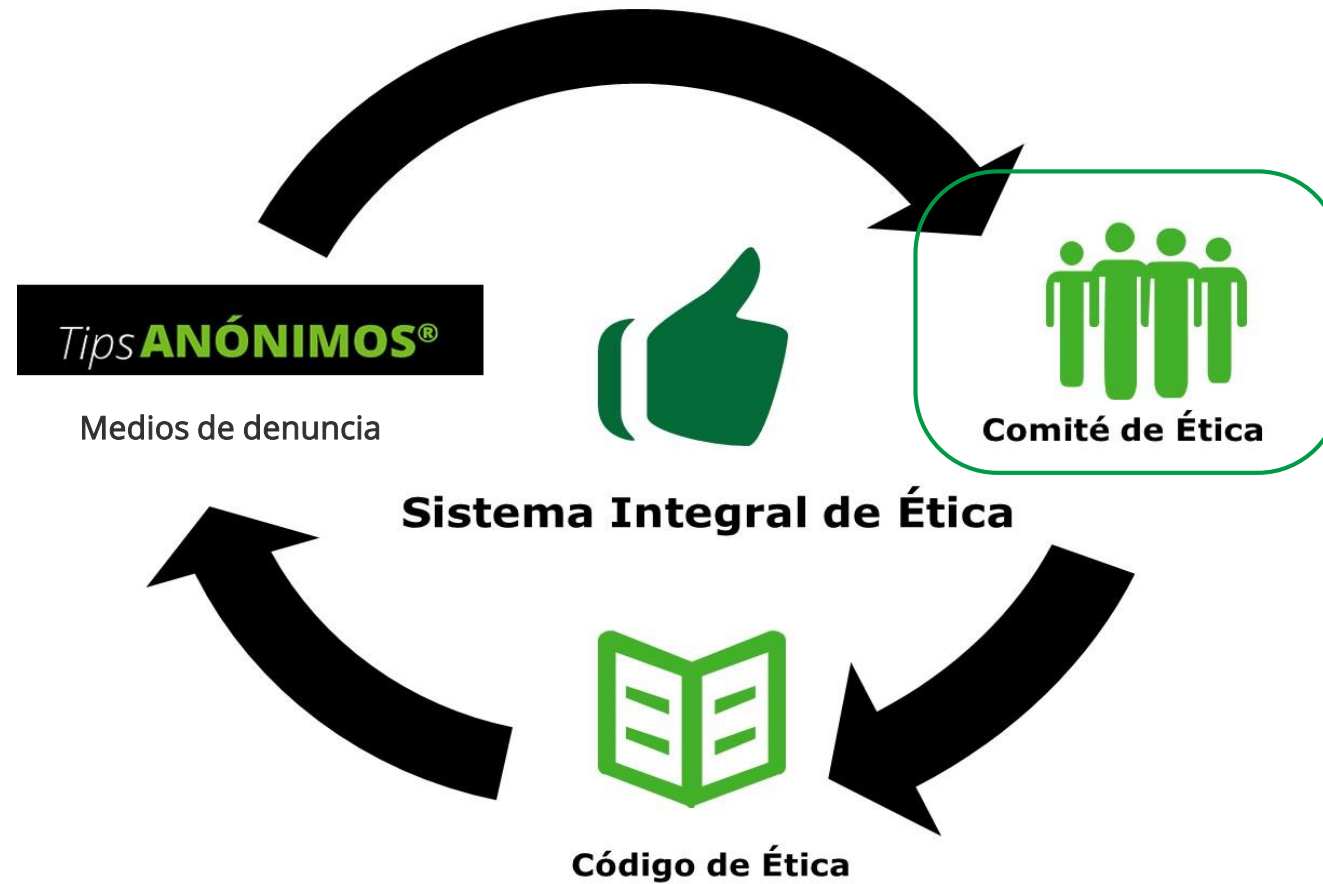 Tips ANÓNIMOS®
Medios de denuncia
Comité de Ética
Sistema Integral de Ética
Código de Ética